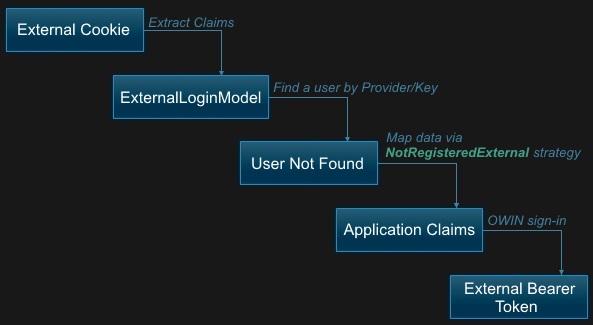 External Cookie
Extract Claims
ExternalLoginModel
Find a user by Provider/Key
User Not Found
Map data via
NotRegisteredExternal strategy
Application Claims
OWIN sign-in
External Bearer
Token